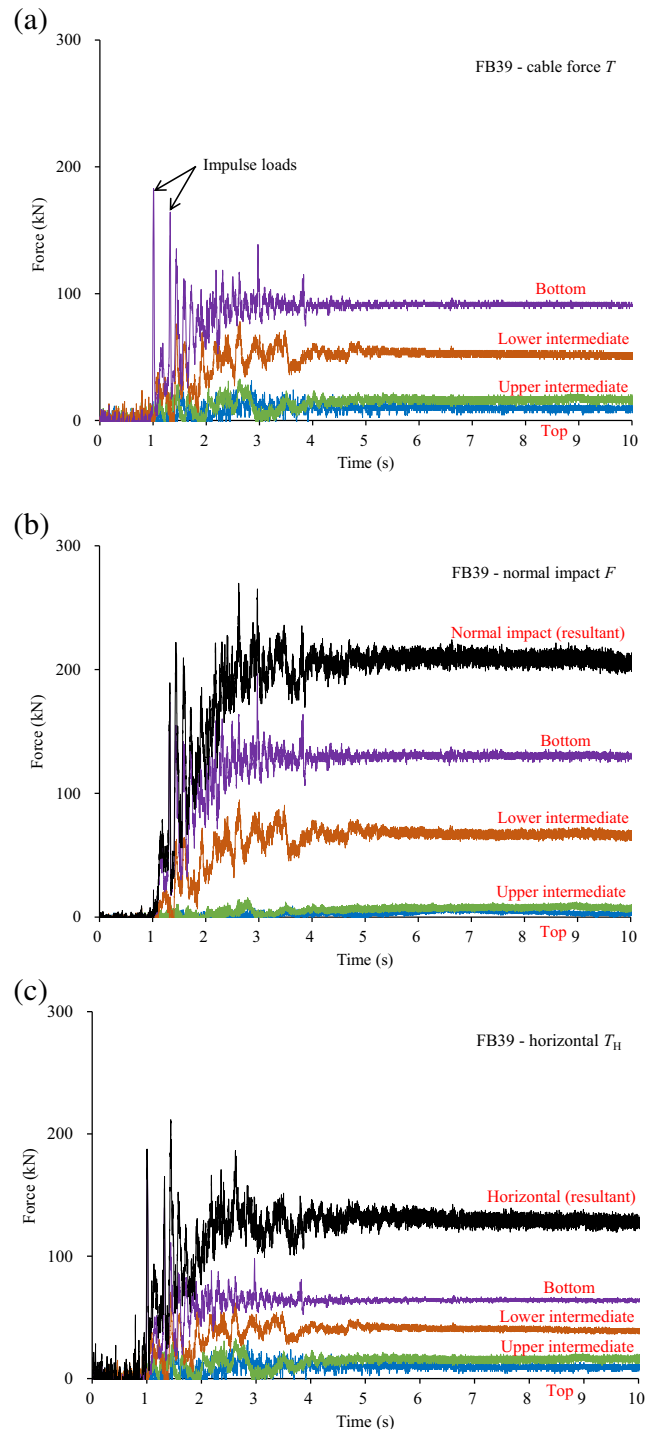 (a)
300
FB39 - cable force T
200
Impulse loads
Force (kN)
Bottom
100
Lower intermediate
Upper intermediate
0
Top
0 1 2 3 4 5 6 7 8 9 10
Time (s)
(b)
300
FB39 - normal impact F
Normal impact (resultant)
200
Force (kN)
Bottom
100
Lower intermediate
Upper intermediate
0
Top
0 1 2 3 4 5 6 7 8 9 10
Time (s)
(c)
300
FB39 - horizontal TH
200
Force (kN)
Horizontal (resultant)
100
Bottom
Lower intermediate
Upper intermediate
0
Top
0 1 2 3 4 5 6 7 8 9 10
Time (s)